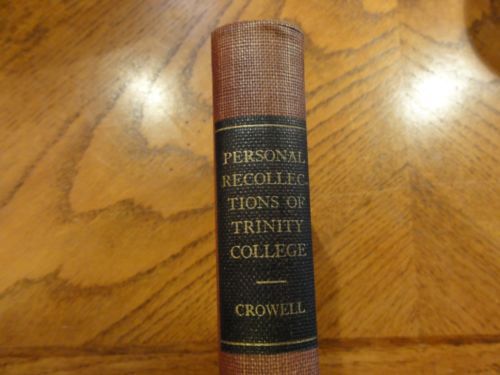 PERSONAL
RECOLLEC-
TIONS OF
TRINITY
COLLEGE
CROWELL